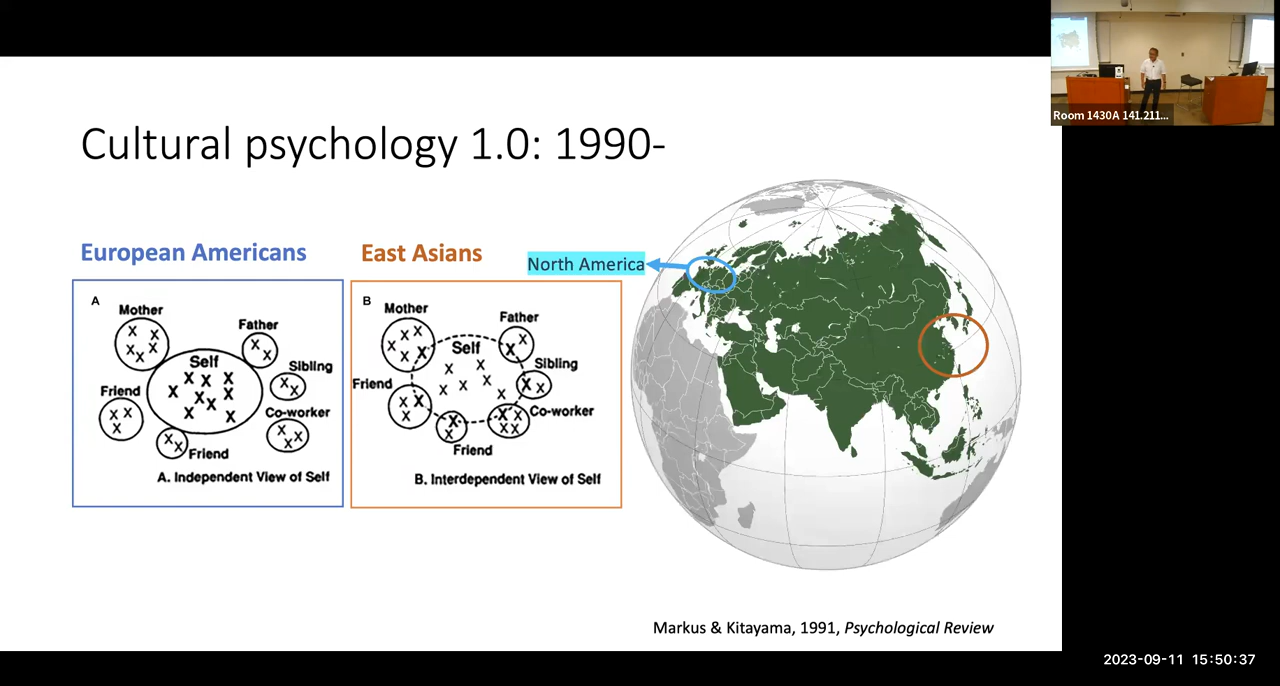 Room 1430A 141.211...
Cultural psychology 1.0: 1990-
European Americans
East Asians
North America
A
Mother
Father
Self
Sibling
Friend
Co-worker
Friend
A. Independent View of Self
B
Mother
Father
Self
Sibling
Friend
Co-worker
Friend
B. Interdependent View of Self
Markus & Kitayama, 1991, Psychological Review
2023-09-11 15:50:37